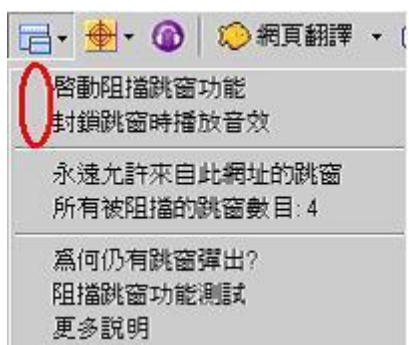 網頁翻譯
啓動阻擋跳窗功能
封鎖跳窗時播放音效
永遠允許來自此網址的跳窗
所有被阻擋的跳窗數目: 4
爲何仍有跳窗彈出?
阻擋跳窗功能測試
更多說明